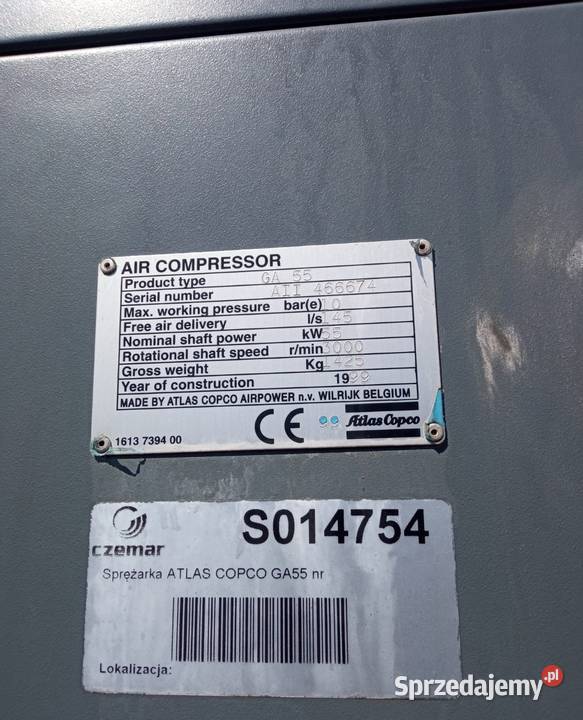 AIR COMPRESSOR
Product type GA 55
Serial number AII 466674
Max. working pressure bar(e) 10
Free air delivery l/s 145
Nominal shaft power kW 55
Rotational shaft speed r/min 3000
Gross weight Kg 1425
Year of construction 1999
MADE BY ATLAS COPCO AIRPOWER n.v. WILRIJK BELGIUM
1613 7394 00 CE 99 Atlas Copco
czemar S014754
Sprężarka ATLAS COPCO GA55 nr
Lokalizacja:
Sprzedajemy.pl